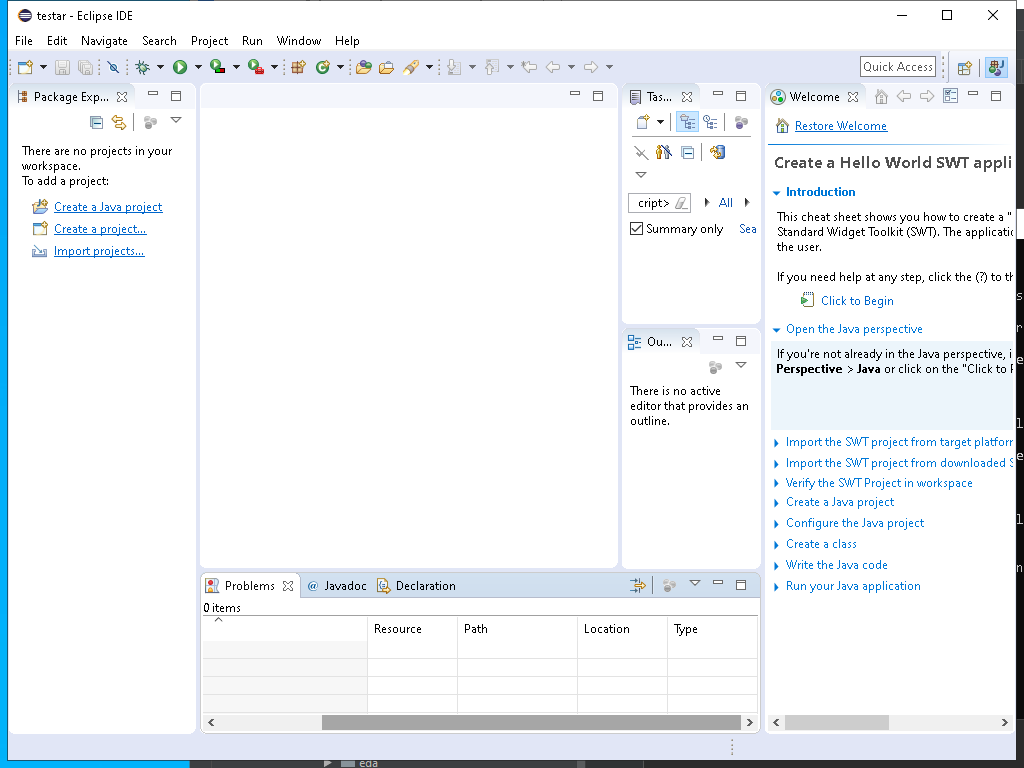 testar - Eclipse IDE
File Edit Navigate Search Project Run Window Help
Quick Access
Package Exp...
There are no projects in your
workspace.
To add a project:
Create a Java project
Create a project...
Import projects...
Tas...
cript>
All
Summary only
Sea
Ou...
There is no active
editor that provides an
outline.
Welcome
Restore Welcome
Create a Hello World SWT appli
Introduction
This cheat sheet shows you how to create a "
Standard Widget Toolkit (SWT). The applicatio
the user.
If you need help at any step, click the (?) to th
Click to Begin
Open the Java perspective
If you're not already in the Java perspective, i
Perspective > Java or click on the "Click to P
Import the SWT project from target platform
Import the SWT project from downloaded S
Verify the SWT Project in workspace
Create a Java project
Configure the Java project
Create a class
Write the Java code
Run your Java application
Problems @ Javadoc Declaration
0 items
Resource Path Location Type
eda